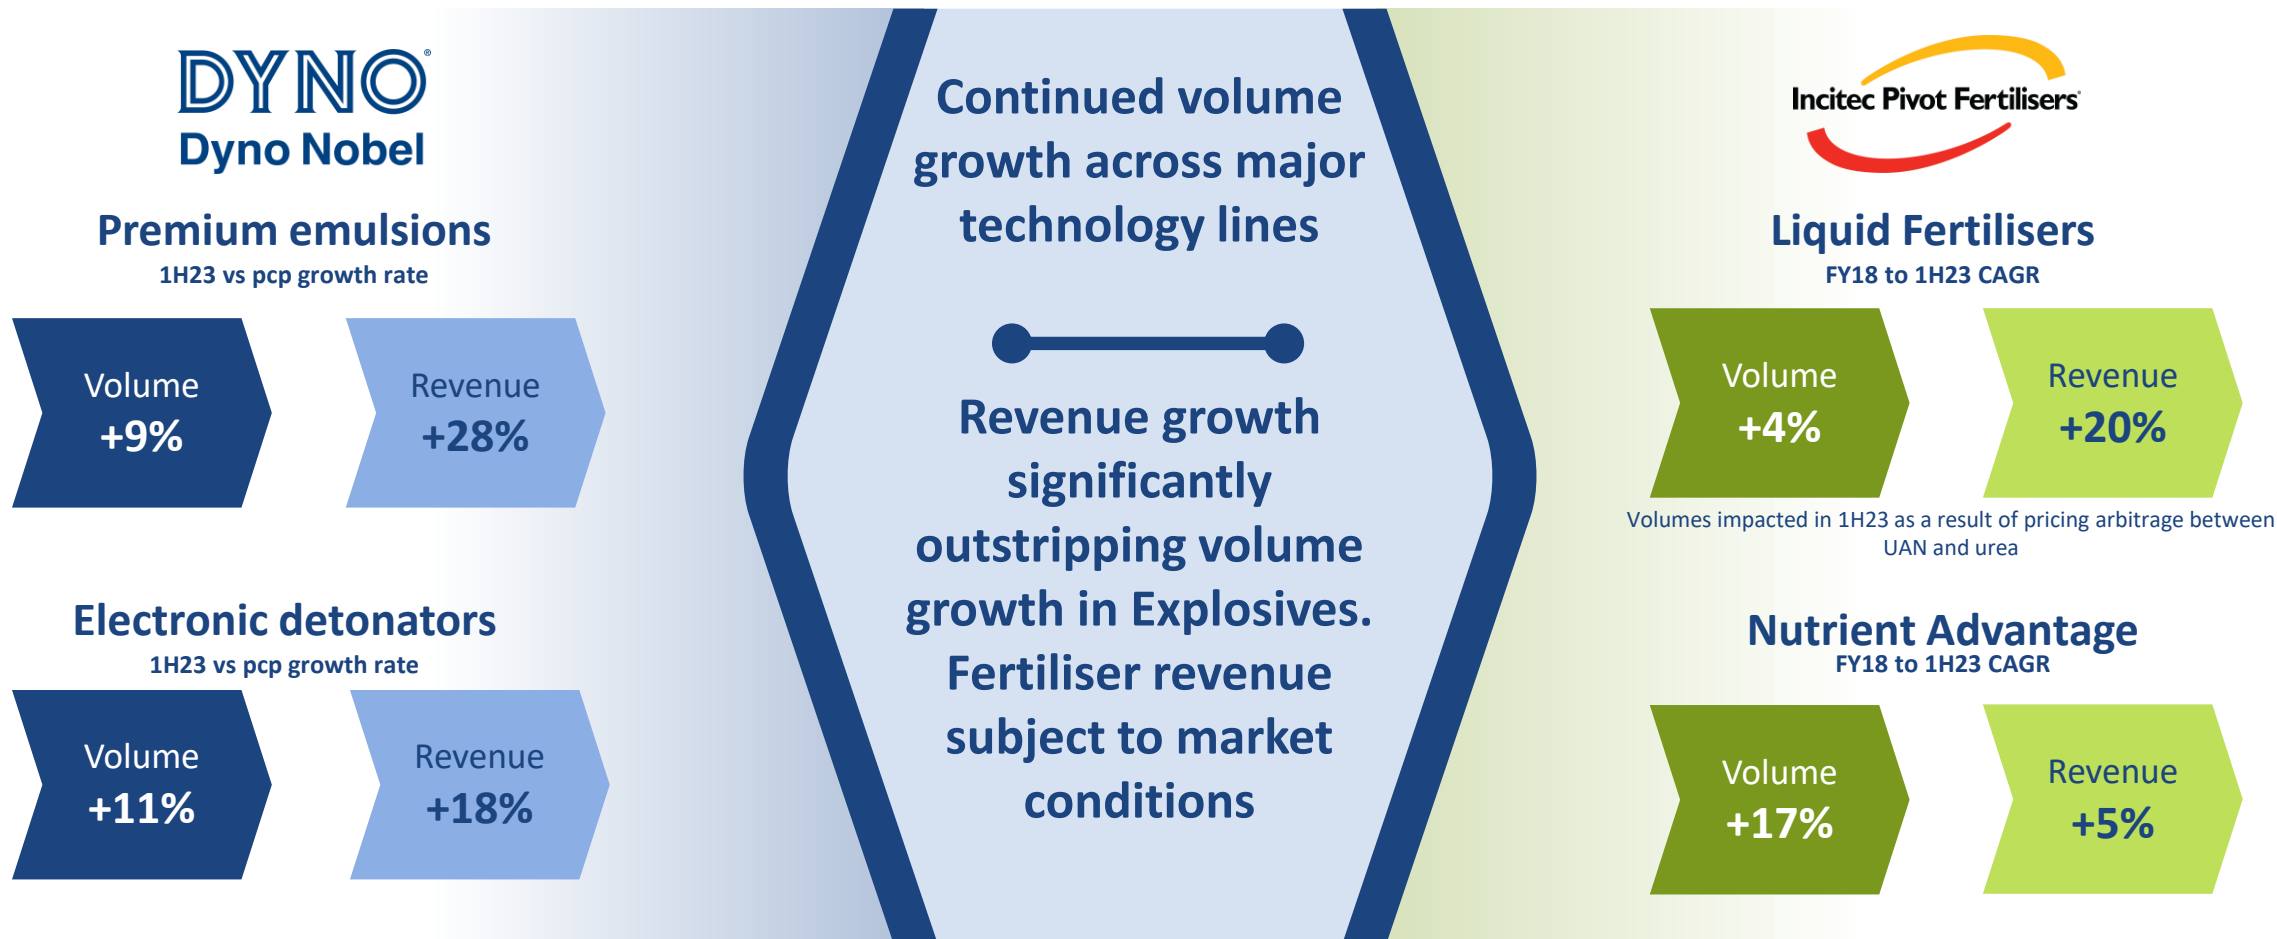 DYNO®
Dyno Nobel
Premium emulsions
1H23 vs pcp growth rate
Volume
+9%
Revenue
+28%
Electronic detonators
1H23 vs pcp growth rate
Volume
+11%
Revenue
+18%
Continued volume
growth across major
technology lines
Revenue growth
significantly
outstripping volume
growth in Explosives.
Fertiliser revenue
subject to market
conditions
Incitec Pivot Fertilisers
Liquid Fertilisers
FY18 to 1H23 CAGR
Volume
+4%
Revenue
+20%
Volumes impacted in 1H23 as a result of pricing arbitrage between
UAN and urea
Nutrient Advantage
FY18 to 1H23 CAGR
Volume
+17%
Revenue
+5%